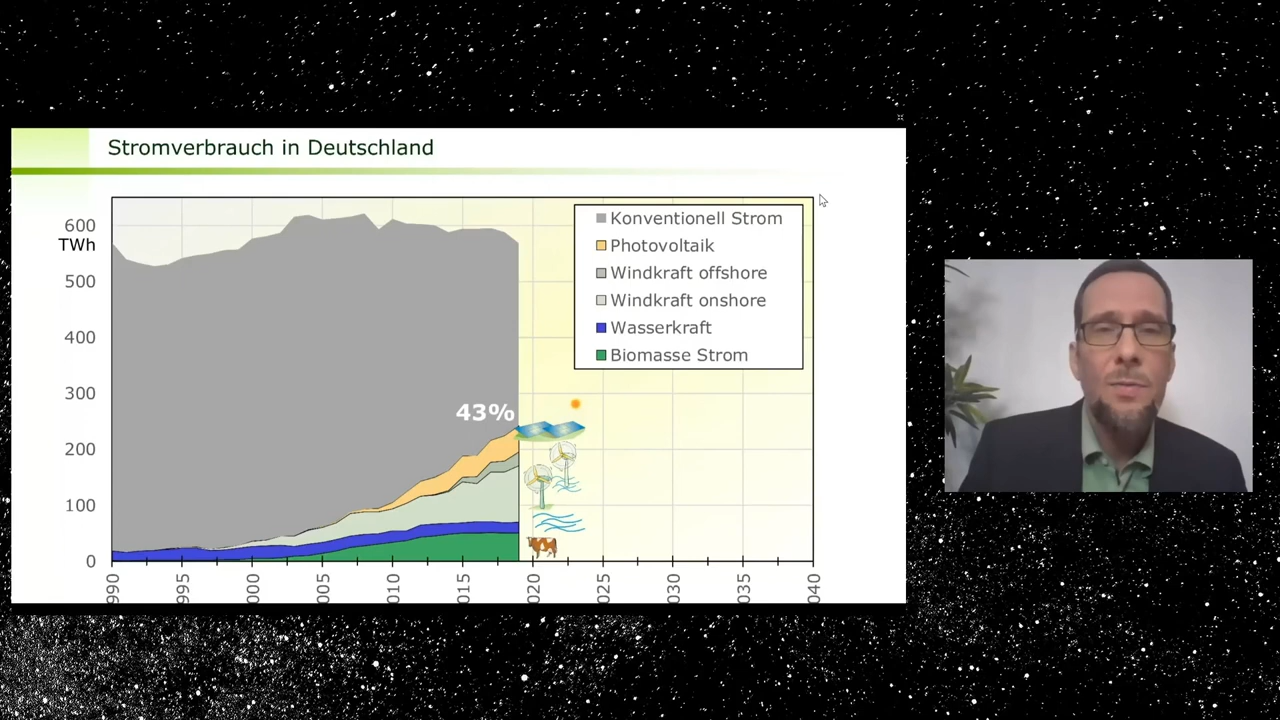 Stromverbrauch in Deutschland
600
TWh
500
400
300
200
100
0
Konventionell Strom
Photovoltaik
Windkraft offshore
Windkraft onshore
Wasserkraft
Biomasse Strom
43%
990
995
000
005
010
015
020
025
030
035
040